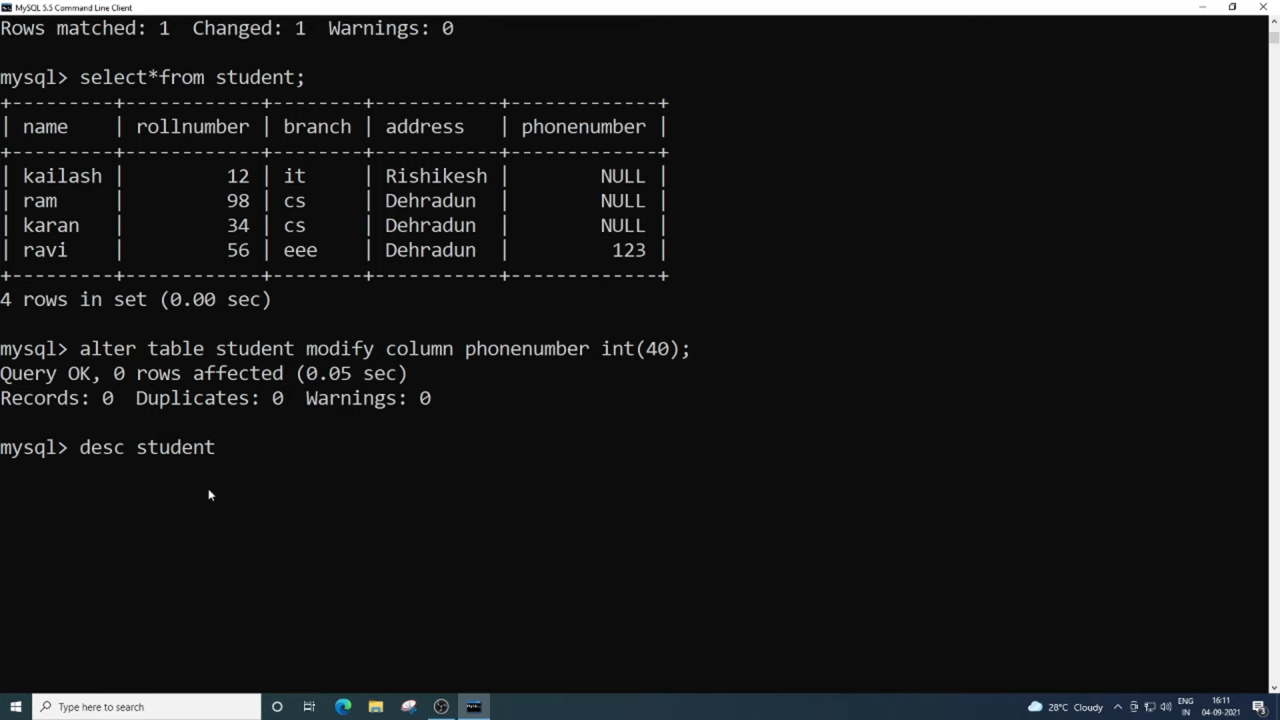 MySQL 5.5 Command Line Client
Rows matched: 1  Changed: 1  Warnings: 0
mysql> select*from student;
+---------+------------+--------+-----------+-------------+
| name    | rollnumber | branch | address   | phonenumber |
+---------+------------+--------+-----------+-------------+
| kailash |         12 | it     | Rishikesh |        NULL |
| ram     |         98 | cs     | Dehradun  |        NULL |
| karan   |         34 | cs     | Dehradun  |        NULL |
| ravi    |         56 | eee    | Dehradun  |         123 |
+---------+------------+--------+-----------+-------------+
4 rows in set (0.00 sec)
mysql> alter table student modify column phonenumber int(40);
Query OK, 0 rows affected (0.05 sec)
Records: 0  Duplicates: 0  Warnings: 0
mysql> desc student
Type here to search
28°C Cloudy
ENG
IN
16:11
04-09-2021
3